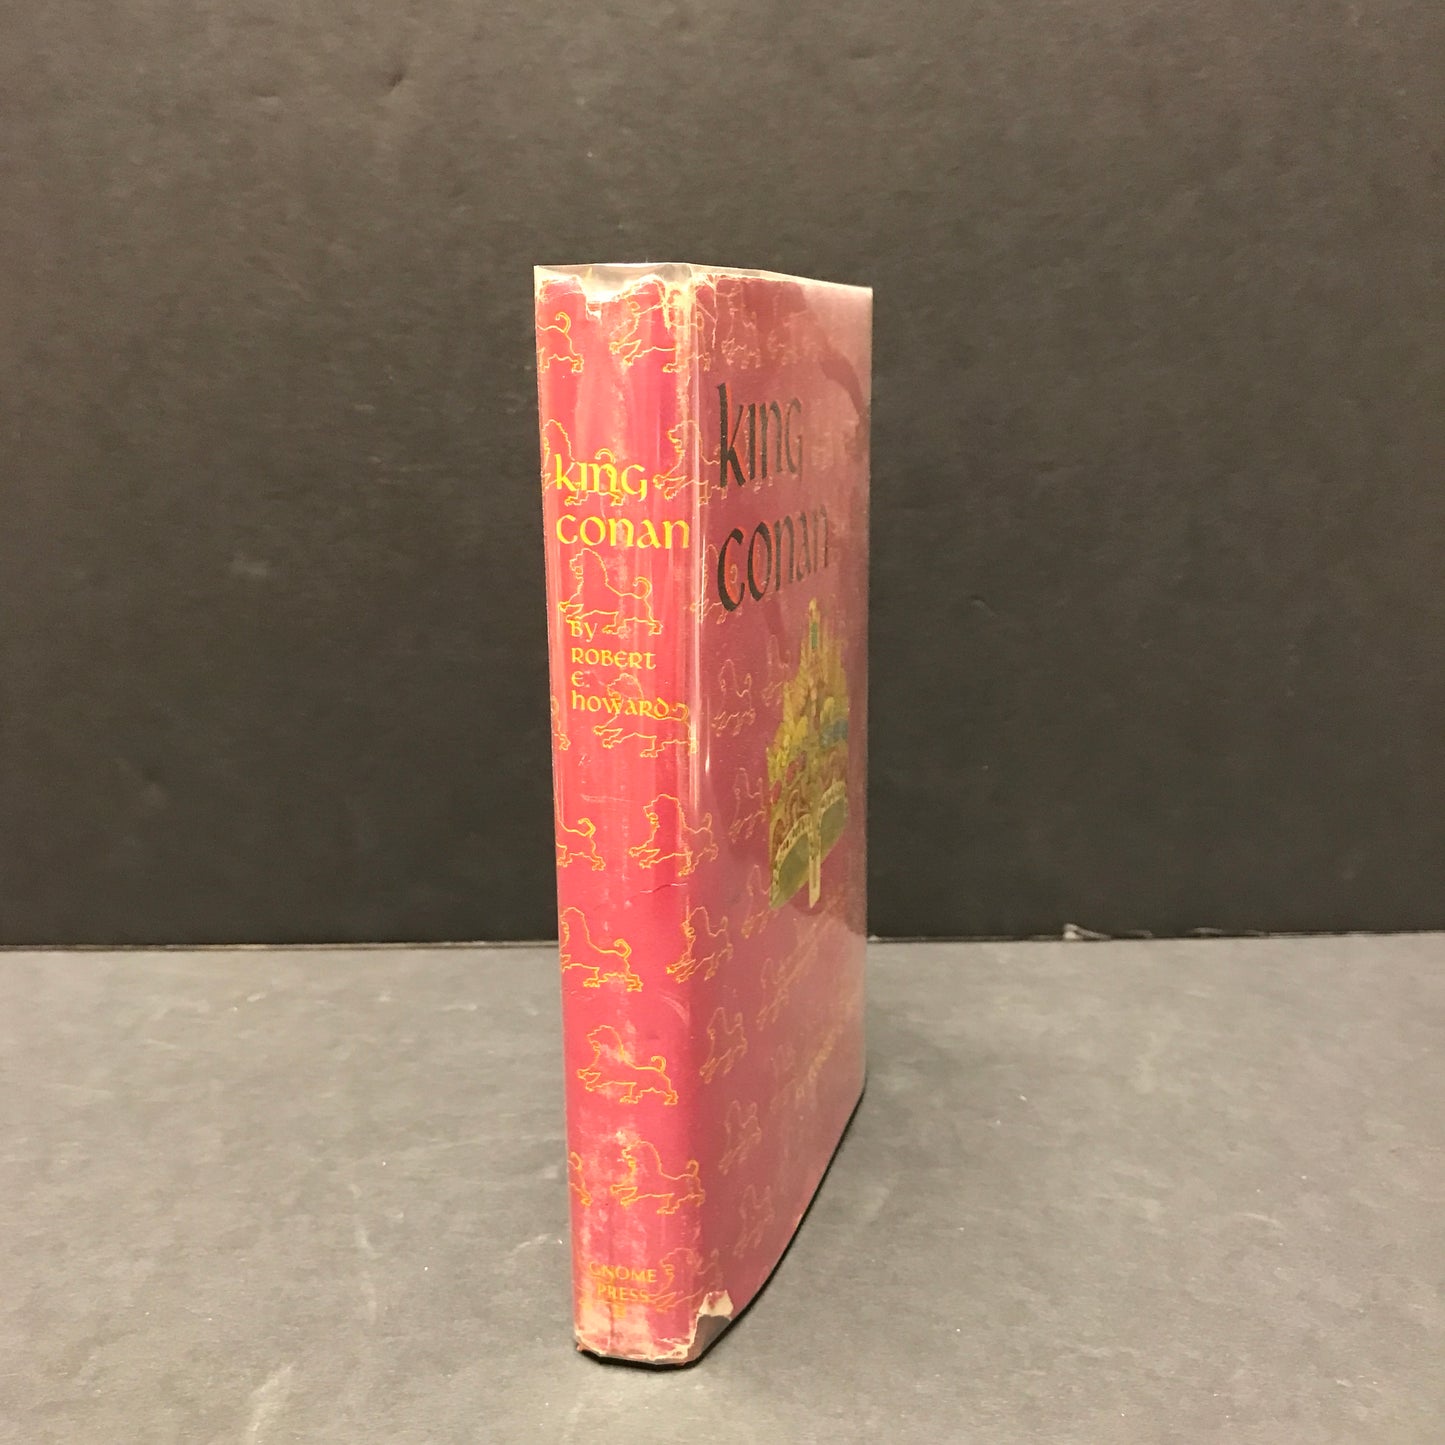 King
Conan
By
Robert
E.
Howard
GNOME
PRESS
King
Conan